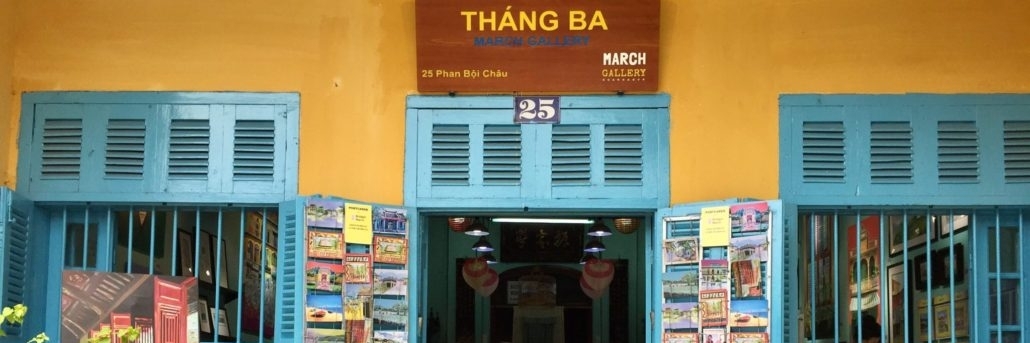 THÁNG BA
MARCH GALLERY
25 Phan Bội Châu
MARCH
GALLERY
25